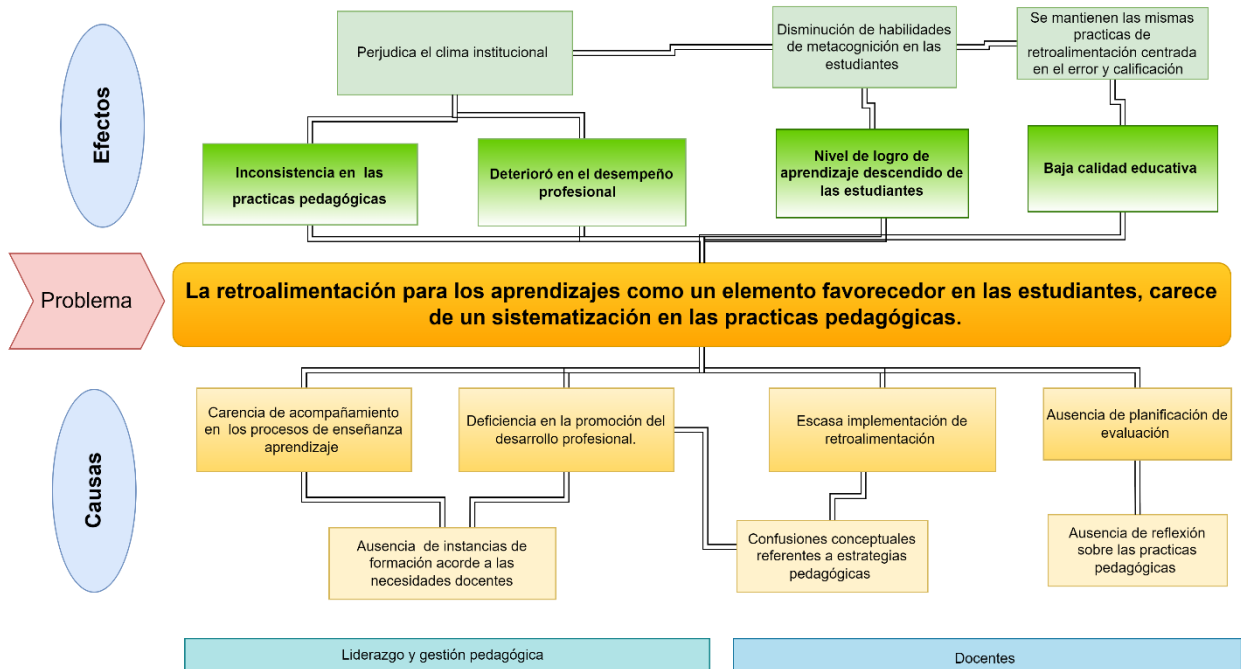 Efectos
Perjudica el clima institucional
Disminución de habilidades
de metacognición en las
estudiantes
Se mantienen las mismas
practicas de
retroalimentación centrada
en el error y calificación
Inconsistencia en las
practicas pedagógicas
Deterioró en el desempeño
profesional
Nivel de logro de
aprendizaje descendido de
las estudiantes
Baja calidad educativa
Problema
La retroalimentación para los aprendizajes como un elemento favorecedor en las estudiantes, carece
de un sistematización en las practicas pedagógicas.
Causas
Carencia de acompañamiento
en los procesos de enseñanza
aprendizaje
Deficiencia en la promoción del
desarrollo profesional.
Escasa implementación de
retroalimentación
Ausencia de planificación de
evaluación
Ausencia de instancias de
formación acorde a las
necesidades docentes
Confusiones conceptuales
referentes a estrategias
pedagógicas
Ausencia de reflexión
sobre las practicas
pedagógicas
Liderazgo y gestión pedagógica
Docentes